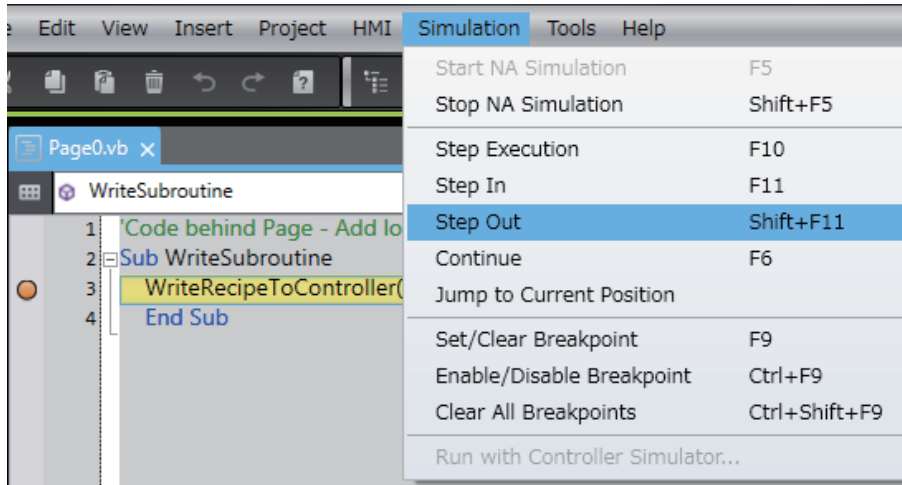 Edit View Insert Project HMI Simulation Tools Help
Start NA Simulation F5
Stop NA Simulation Shift+F5
Step Execution F10
Step In F11
Step Out Shift+F11
Continue F6
Jump to Current Position
Set/Clear Breakpoint F9
Enable/Disable Breakpoint Ctrl+F9
Clear All Breakpoints Ctrl+Shift+F9
Run with Controller Simulator...
Page0.vb
WriteSubroutine
1 'Code behind Page - Add lo
2 Sub WriteSubroutine
3 WriteRecipeToController(
4 End Sub